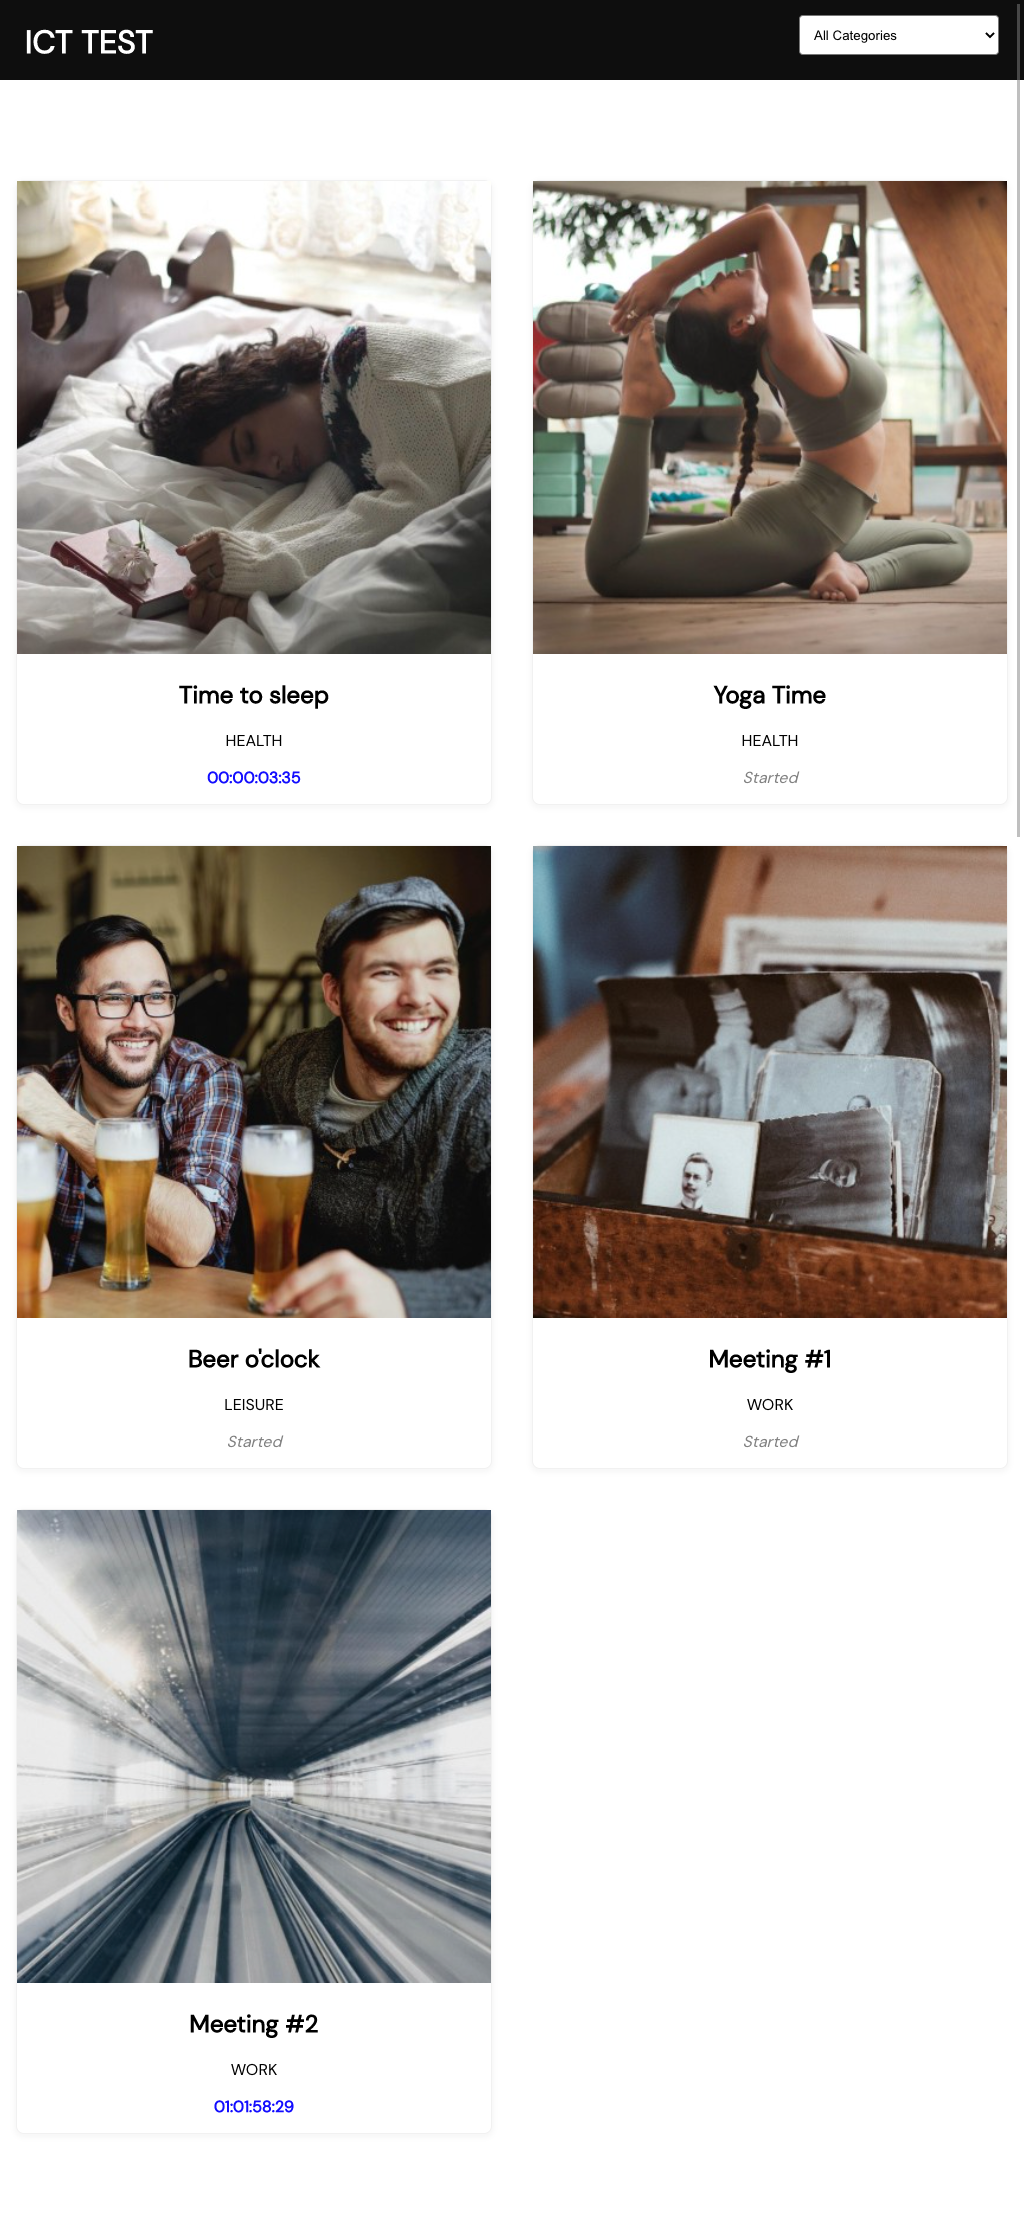 ICT TEST
All Categories
Time to sleep
HEALTH
00:00:03:35
Yoga Time
HEALTH
Started
Beer o'clock
LEISURE
Started
Meeting #1
WORK
Started
Meeting #2
WORK
01:01:58:29